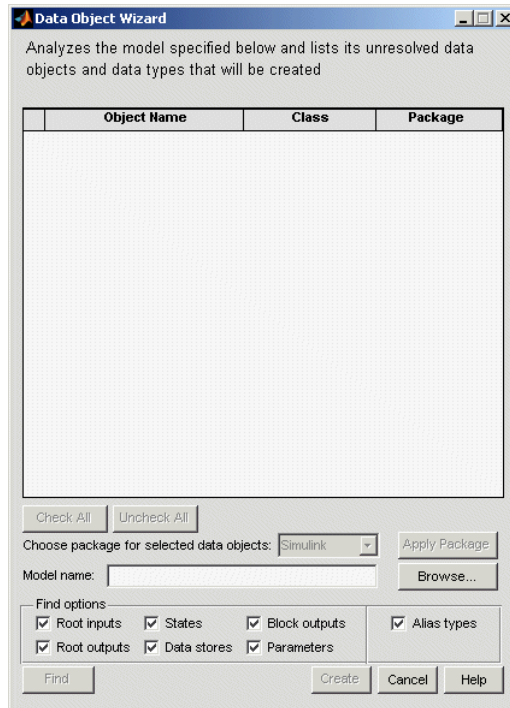 Data Object Wizard
Analyzes the model specified below and lists its unresolved data
objects and data types that will be created
Object Name Class Package
Check All Uncheck All
Choose package for selected data objects: Simulink Apply Package
Model name: Browse...
Find options
Root inputs States Block outputs Alias types
Root outputs Data stores Parameters
Find Create Cancel Help